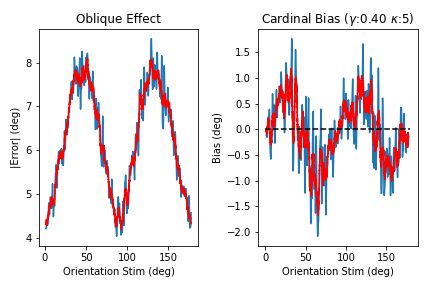 Oblique Effect
|Error| (deg)
8
7
6
5
4
0 50 100 150
Orientation Stim (deg)
Cardinal Bias (γ:0.40 κ:5)
Bias (deg)
1.5
1.0
0.5
0.0
−0.5
−1.0
−1.5
−2.0
0 50 100 150
Orientation Stim (deg)